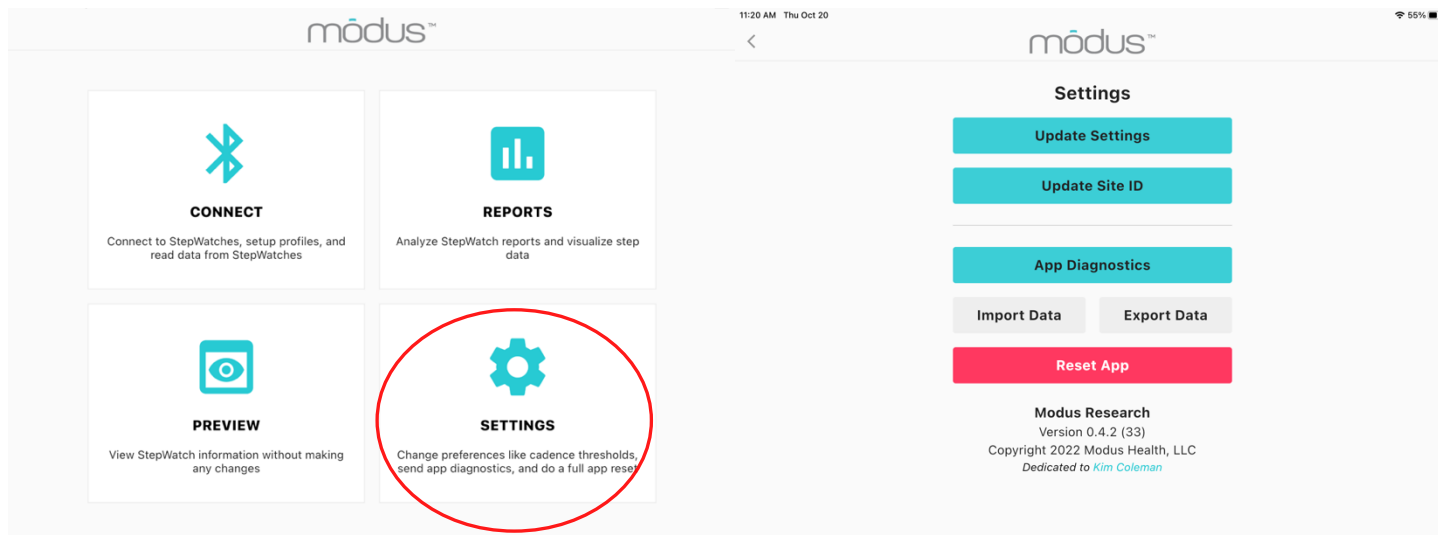 mōdus™
CONNECT
Connect to StepWatches, setup profiles, and
read data from StepWatches
REPORTS
Analyze StepWatch reports and visualize step
data
PREVIEW
View StepWatch information without making
any changes
SETTINGS
Change preferences like cadence thresholds,
send app diagnostics, and do a full app reset
11:20 AM Thu Oct 20
55%
mōdus™
Settings
Update Settings
Update Site ID
App Diagnostics
Import Data
Export Data
Reset App
Modus Research
Version 0.4.2 (33)
Copyright 2022 Modus Health, LLC
Dedicated to Kim Coleman